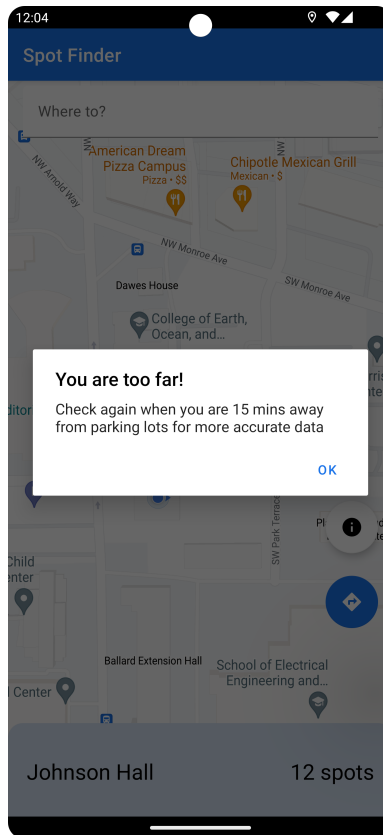 12:04
Spot Finder
Where to?
NW
NW
American Dream
Pizza Campus
Pizza • $$
Chipotle Mexican Grill
Mexican • $
NW Arnold Way
NW Monroe Ave
SW Monroe Ave
Dawes House
College of Earth,
Ocean, and...
You are too far!
Check again when you are 15 mins away
from parking lots for more accurate data
OK
SW Park Terrac
Child
Ballard Extension Hall
School of Electrical
Engineering and...
Center
Johnson Hall
12 spots